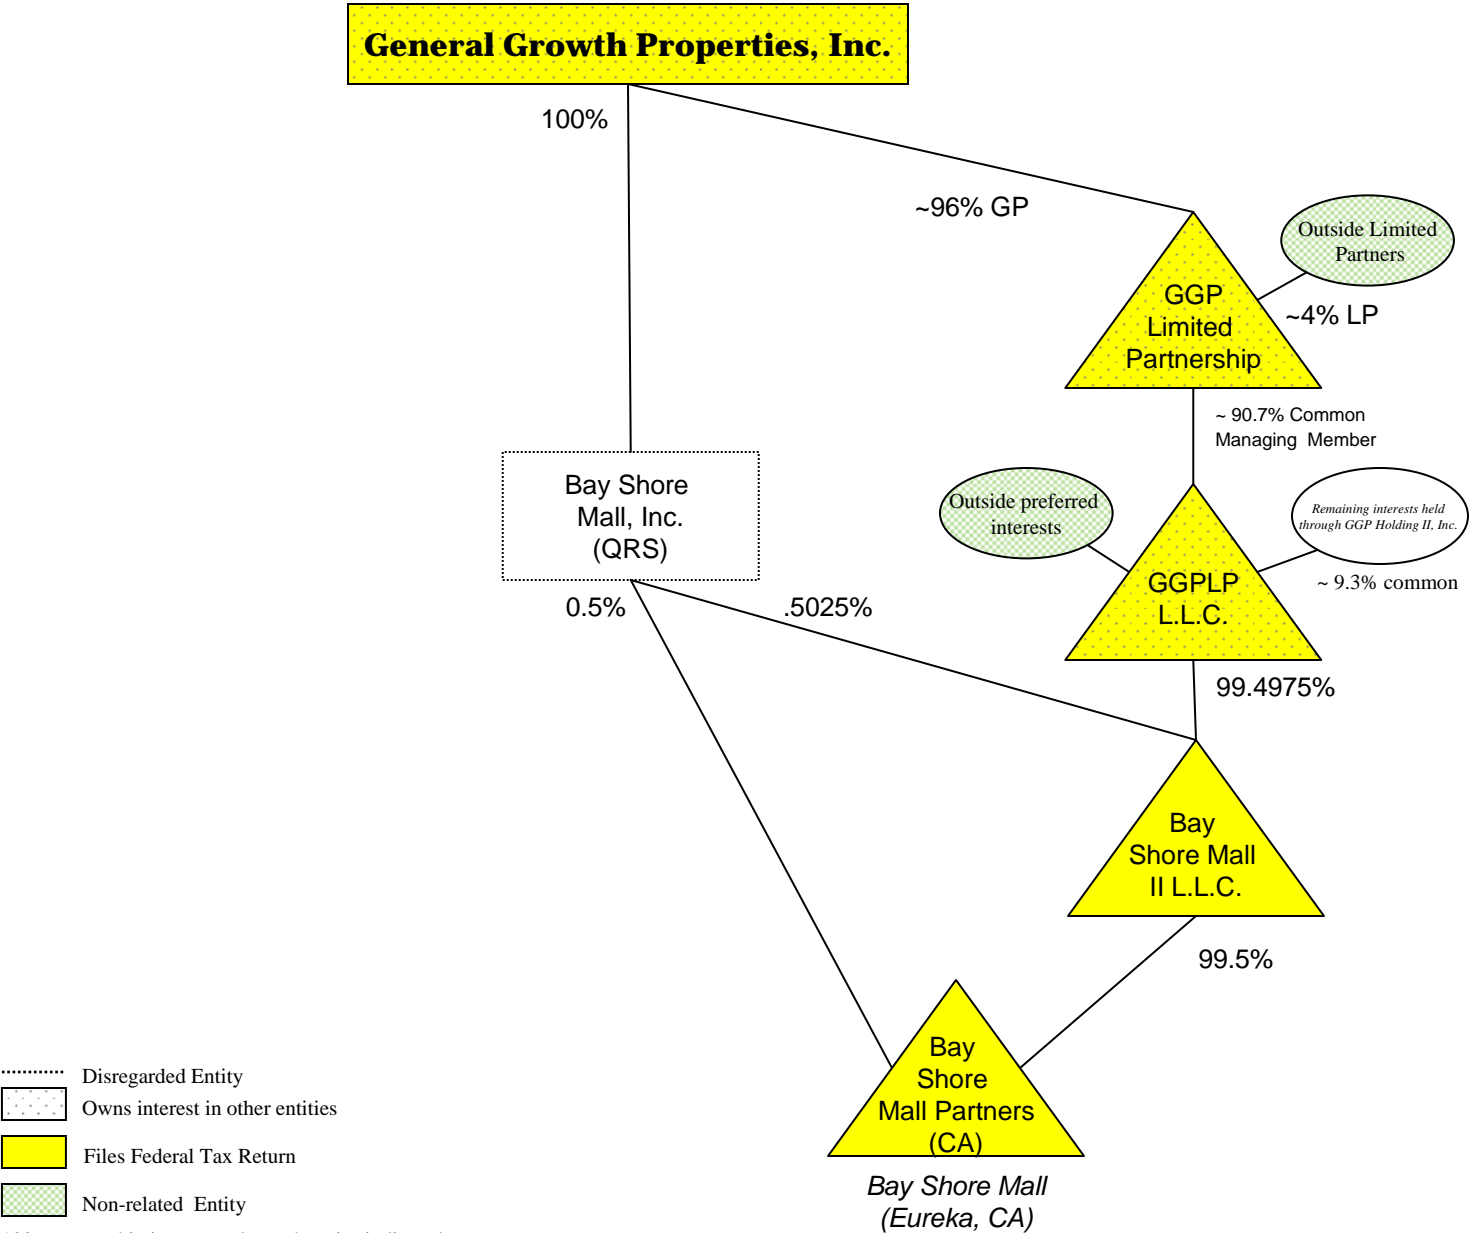 General Growth Properties, Inc.
100%
~96% GP
Outside Limited
Partners
~4% LP
GGP
Limited
Partnership
~ 90.7% Common
Managing Member
Bay Shore
Mall, Inc.
(QRS)
Outside preferred
interests
Remaining interests held
through GGP Holding II, Inc.
~ 9.3% common
GGPLP
L.L.C.
0.5%
.5025%
99.4975%
Bay
Shore Mall
II L.L.C.
99.5%
Bay
Shore
Mall Partners
(CA)
Bay Shore Mall
(Eureka, CA)
Disregarded Entity
Owns interest in other entities
Files Federal Tax Return
Non-related Entity